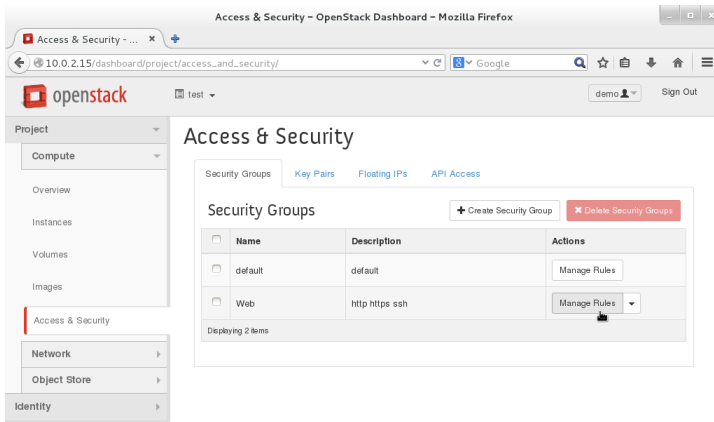 Access & Security - OpenStack Dashboard - Mozilla Firefox
Access & Security - ...
10.0.2.15/dashboard/project/access_and_security/
8 Google
openstack
test
demo
Sign Out
Project
Compute
Overview
Instances
Volumes
Images
Access & Security
Network
Object Store
Identity
Access & Security
Security Groups Key Pairs Floating IPs API Access
Security Groups
Create Security Group
Delete Security Groups
Name Description Actions
default default Manage Rules
Web http https ssh Manage Rules
Displaying 2 items